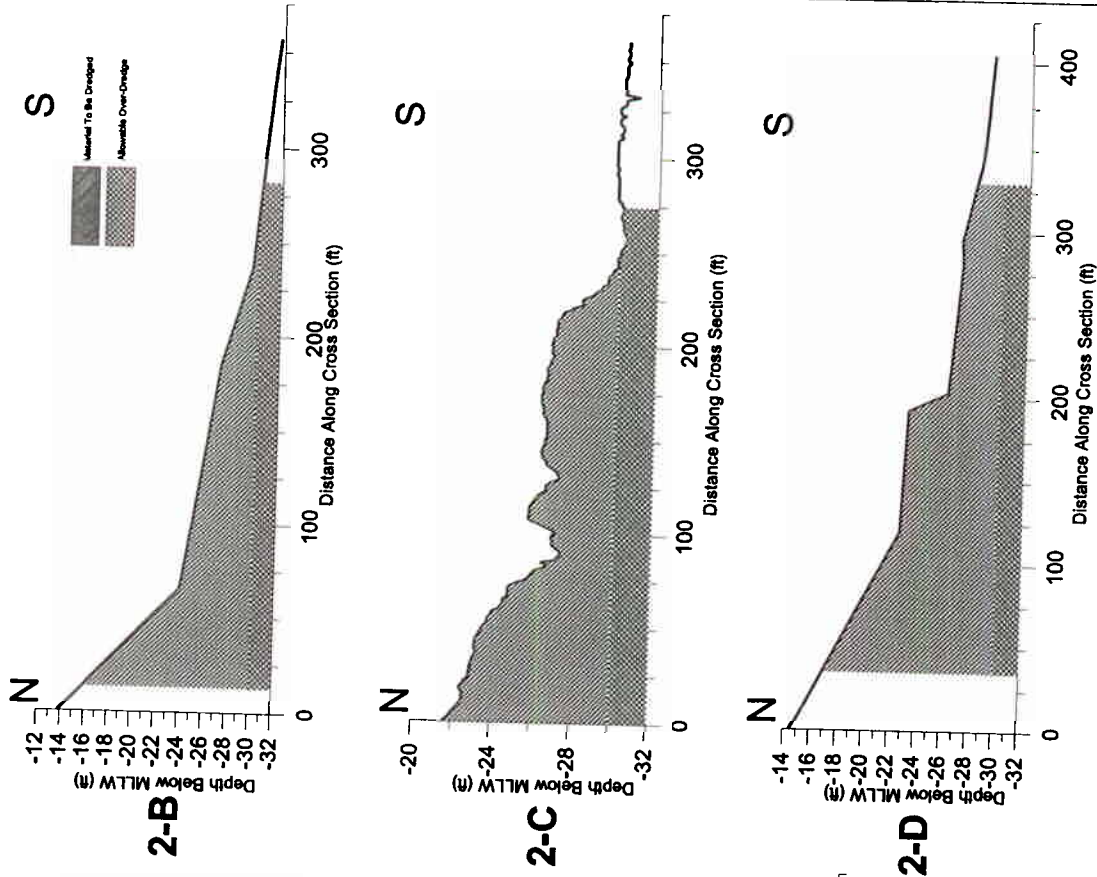 2-B
N
S
Material To Be Dredged
Allowable Over-Dredge
-12
-14
-16
-18
-20
-22
-24
-26
-28
-30
-32
Depth Below MLLW (ft)
0
100
200
300
Distance Along Cross Section (ft)
2-C
N
S
-20
-24
-28
-32
Depth Below MLLW (ft)
0
100
200
300
Distance Along Cross Section (ft)
2-D
N
S
-14
-16
-18
-20
-22
-24
-26
-28
-30
-32
Depth Below MLLW (ft)
0
100
200
300
400
Distance Along Cross Section (ft)